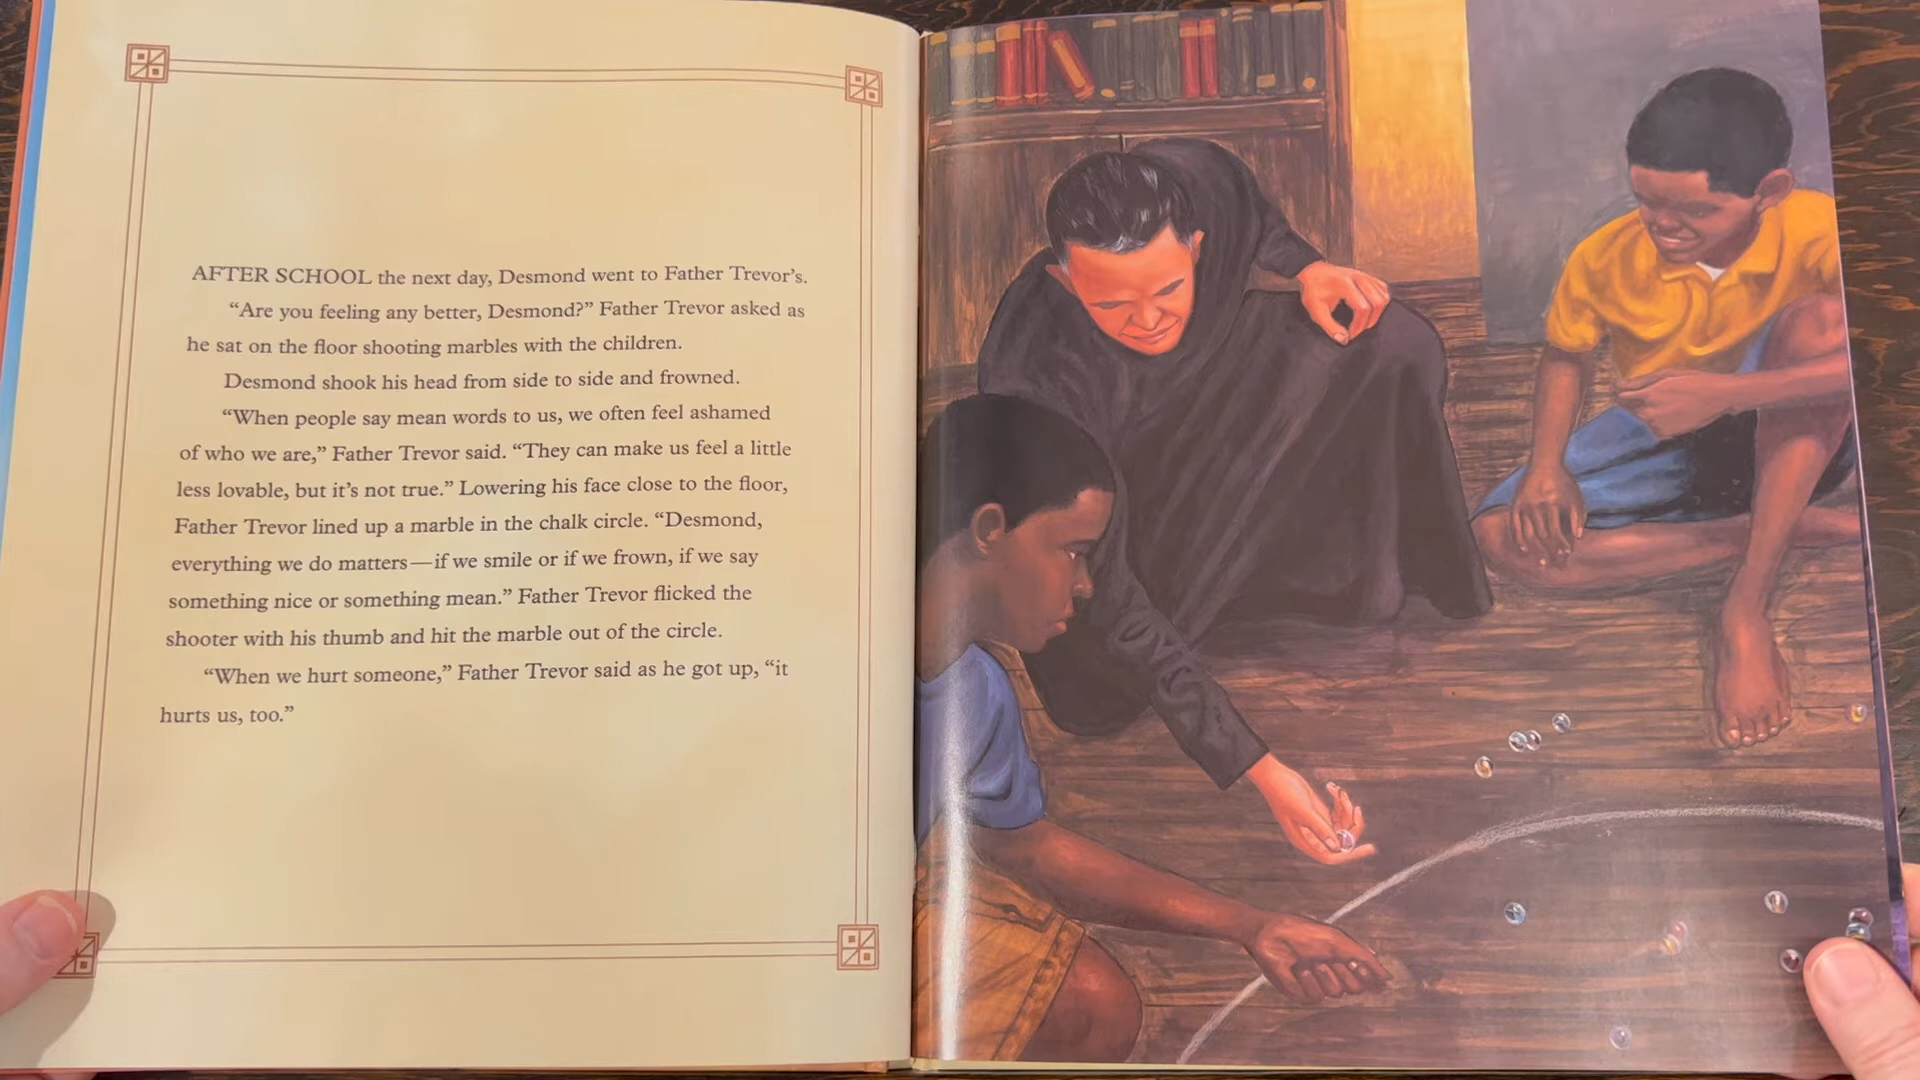 AFTER SCHOOL the next day, Desmond went to Father Trevor’s.
“Are you feeling any better, Desmond?” Father Trevor asked as
he sat on the floor shooting marbles with the children.
Desmond shook his head from side to side and frowned.
“When people say mean words to us, we often feel ashamed
of who we are,” Father Trevor said. “They can make us feel a little
less lovable, but it’s not true.” Lowering his face close to the floor,
Father Trevor lined up a marble in the chalk circle. “Desmond,
everything we do matters—if we smile or if we frown, if we say
something nice or something mean.” Father Trevor flicked the
shooter with his thumb and hit the marble out of the circle.
“When we hurt someone,” Father Trevor said as he got up, “it
hurts us, too.”